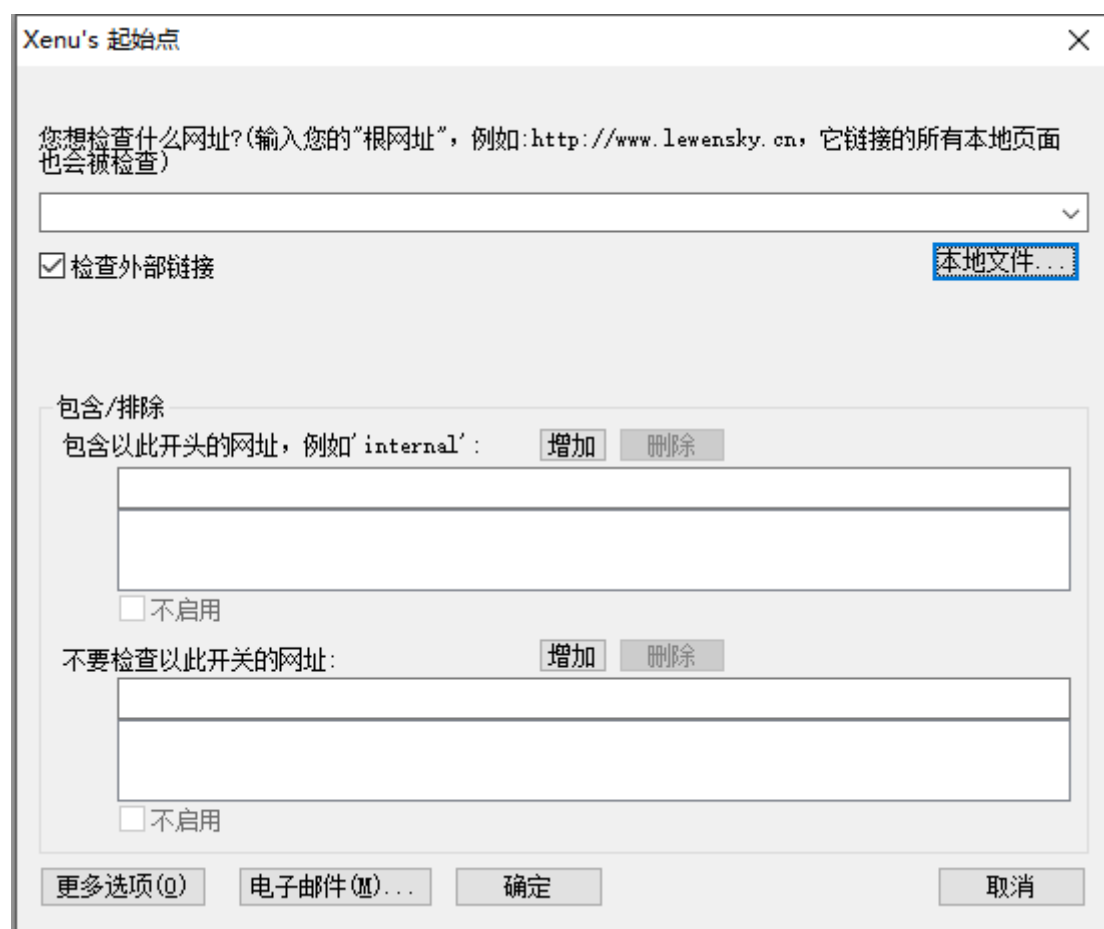 Xenu's 起始点
您想检查什么网址?(输入您的"根网址"，例如:http://www.lewensky.cn，它链接的所有本地页面
也会被检查)
检查外部链接
本地文件...
包含/排除
包含以此开头的网址，例如'internal':
增加
删除
不启用
不要检查以此开关的网址:
增加
删除
不启用
更多选项(O)
电子邮件(M)...
确定
取消